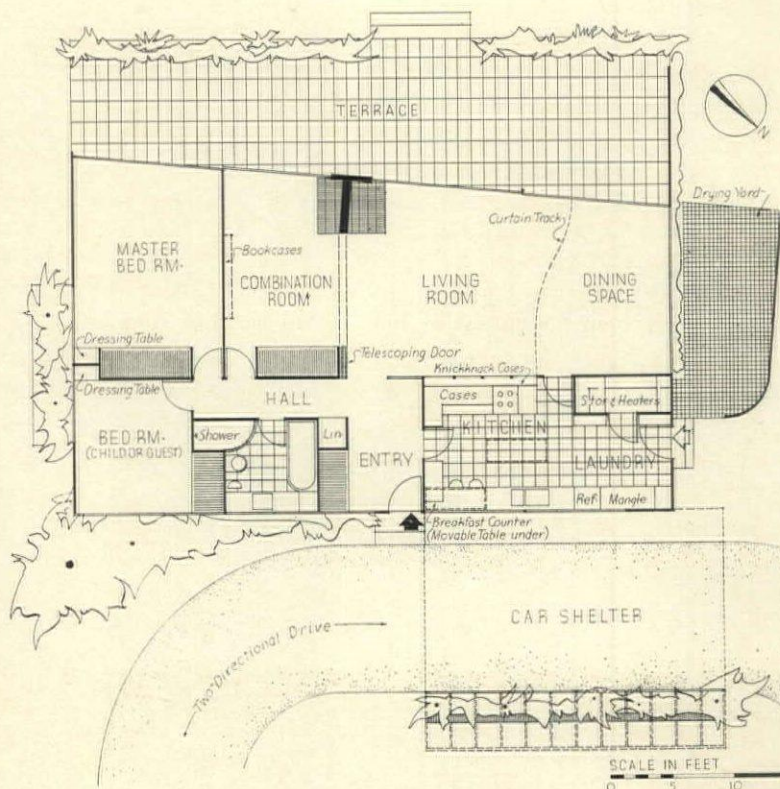 TERRACE
N
Drying Yard
Curtain Track
MASTER
BED RM.
Bookcases
COMBINATION
ROOM
LIVING
ROOM
DINING
SPACE
Dressing Table
Telescoping Door
Dressing Table
Knickknack Cases
HALL
Cases
Stor & Heaters
BED RM.
(CHILD OR GUEST)
Shower
Lin.
KITCHEN
ENTRY
LAUNDRY
Ref
Mangle
Breakfast Counter
(Movable Table under)
CAR SHELTER
Two-Directional Drive
SCALE IN FEET
0 5 10